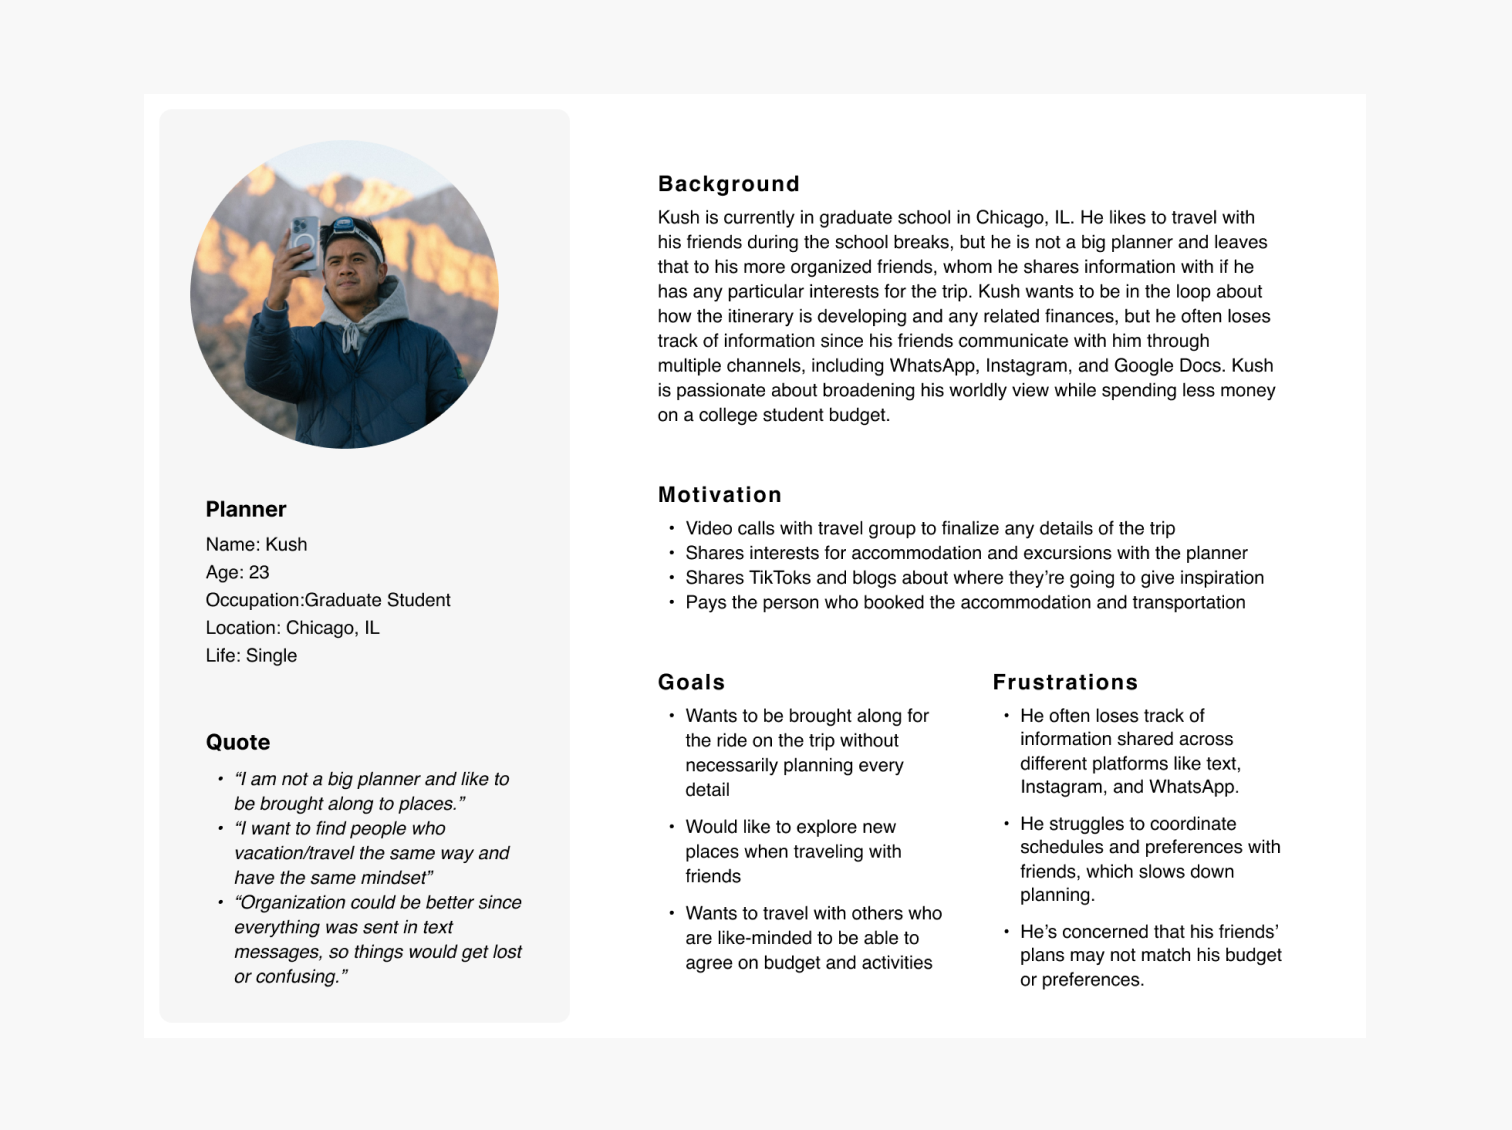 Planner
Name: Kush
Age: 23
Occupation:Graduate Student
Location: Chicago, IL
Life: Single
Quote
• “I am not a big planner and like to
be brought along to places.”
• “I want to find people who
vacation/travel the same way and
have the same mindset”
• “Organization could be better since
everything was sent in text
messages, so things would get lost
or confusing.”
Background
Kush is currently in graduate school in Chicago, IL. He likes to travel with
his friends during the school breaks, but he is not a big planner and leaves
that to his more organized friends, whom he shares information with if he
has any particular interests for the trip. Kush wants to be in the loop about
how the itinerary is developing and any related finances, but he often loses
track of information since his friends communicate with him through
multiple channels, including WhatsApp, Instagram, and Google Docs. Kush
is passionate about broadening his worldly view while spending less money
on a college student budget.
Motivation
• Video calls with travel group to finalize any details of the trip
• Shares interests for accommodation and excursions with the planner
• Shares TikToks and blogs about where they’re going to give inspiration
• Pays the person who booked the accommodation and transportation
Goals
• Wants to be brought along for
the ride on the trip without
necessarily planning every
detail
• Would like to explore new
places when traveling with
friends
• Wants to travel with others who
are like-minded to be able to
agree on budget and activities
Frustrations
• He often loses track of
information shared across
different platforms like text,
Instagram, and WhatsApp.
• He struggles to coordinate
schedules and preferences with
friends, which slows down
planning.
• He’s concerned that his friends’
plans may not match his budget
or preferences.